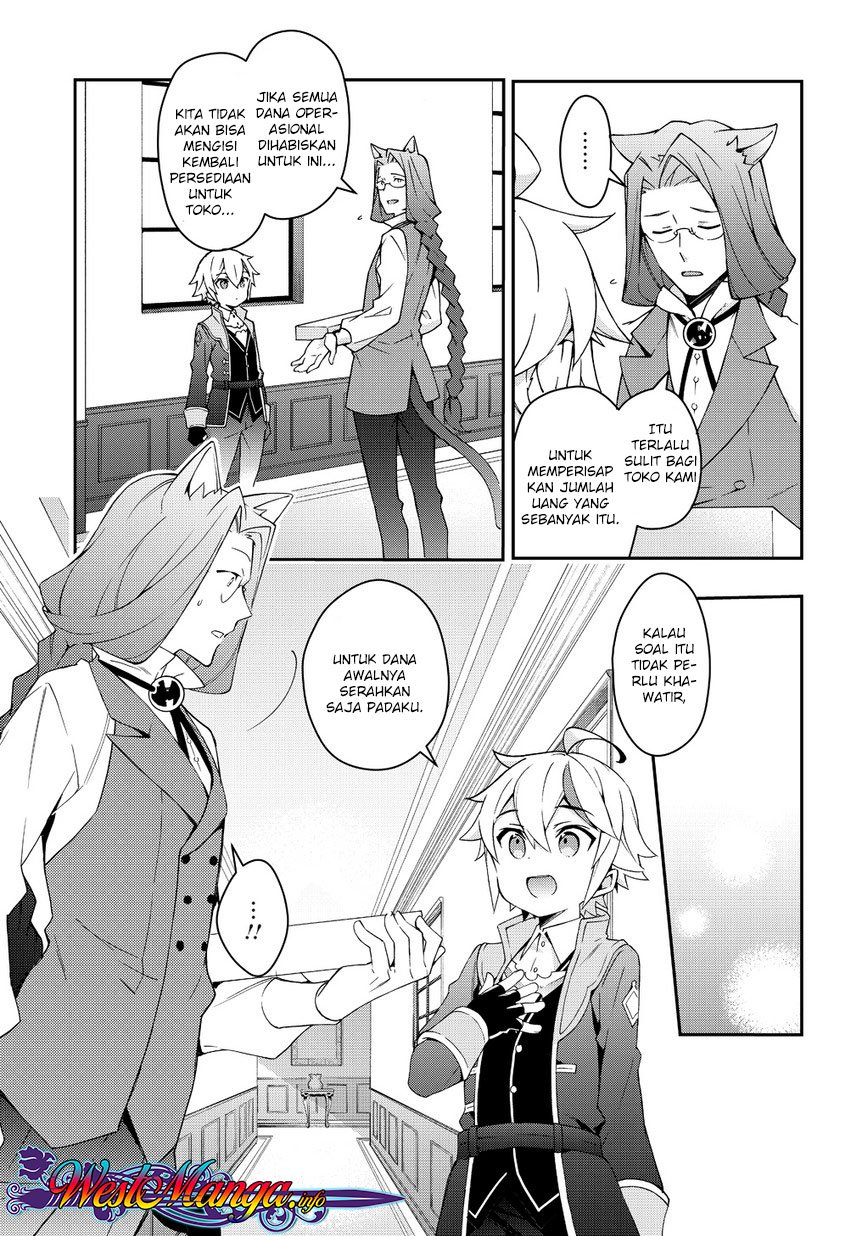 .......
ITU
TERLALU
SULIT BAGI
TOKO KAMI
UNTUK
MEMPERISAP
KAN JUMLAH
UANG YANG
SEBANYAK ITU.
JIKA SEMUA
DANA OPER-
ASIONAL
DIHABISKAN
UNTUK INI...
KITA TIDAK
AKAN BISA
MENGISI
KEMBALI
PERSEDIAAN
UNTUK
TOKO...
KALAU
SOAL ITU
TIDAK PE-
RLU KHA-
WATIR,
UNTUK DANA
AWALNYA
SERAHKAN
SAJA PADAKU.
...!!
WestManga.info